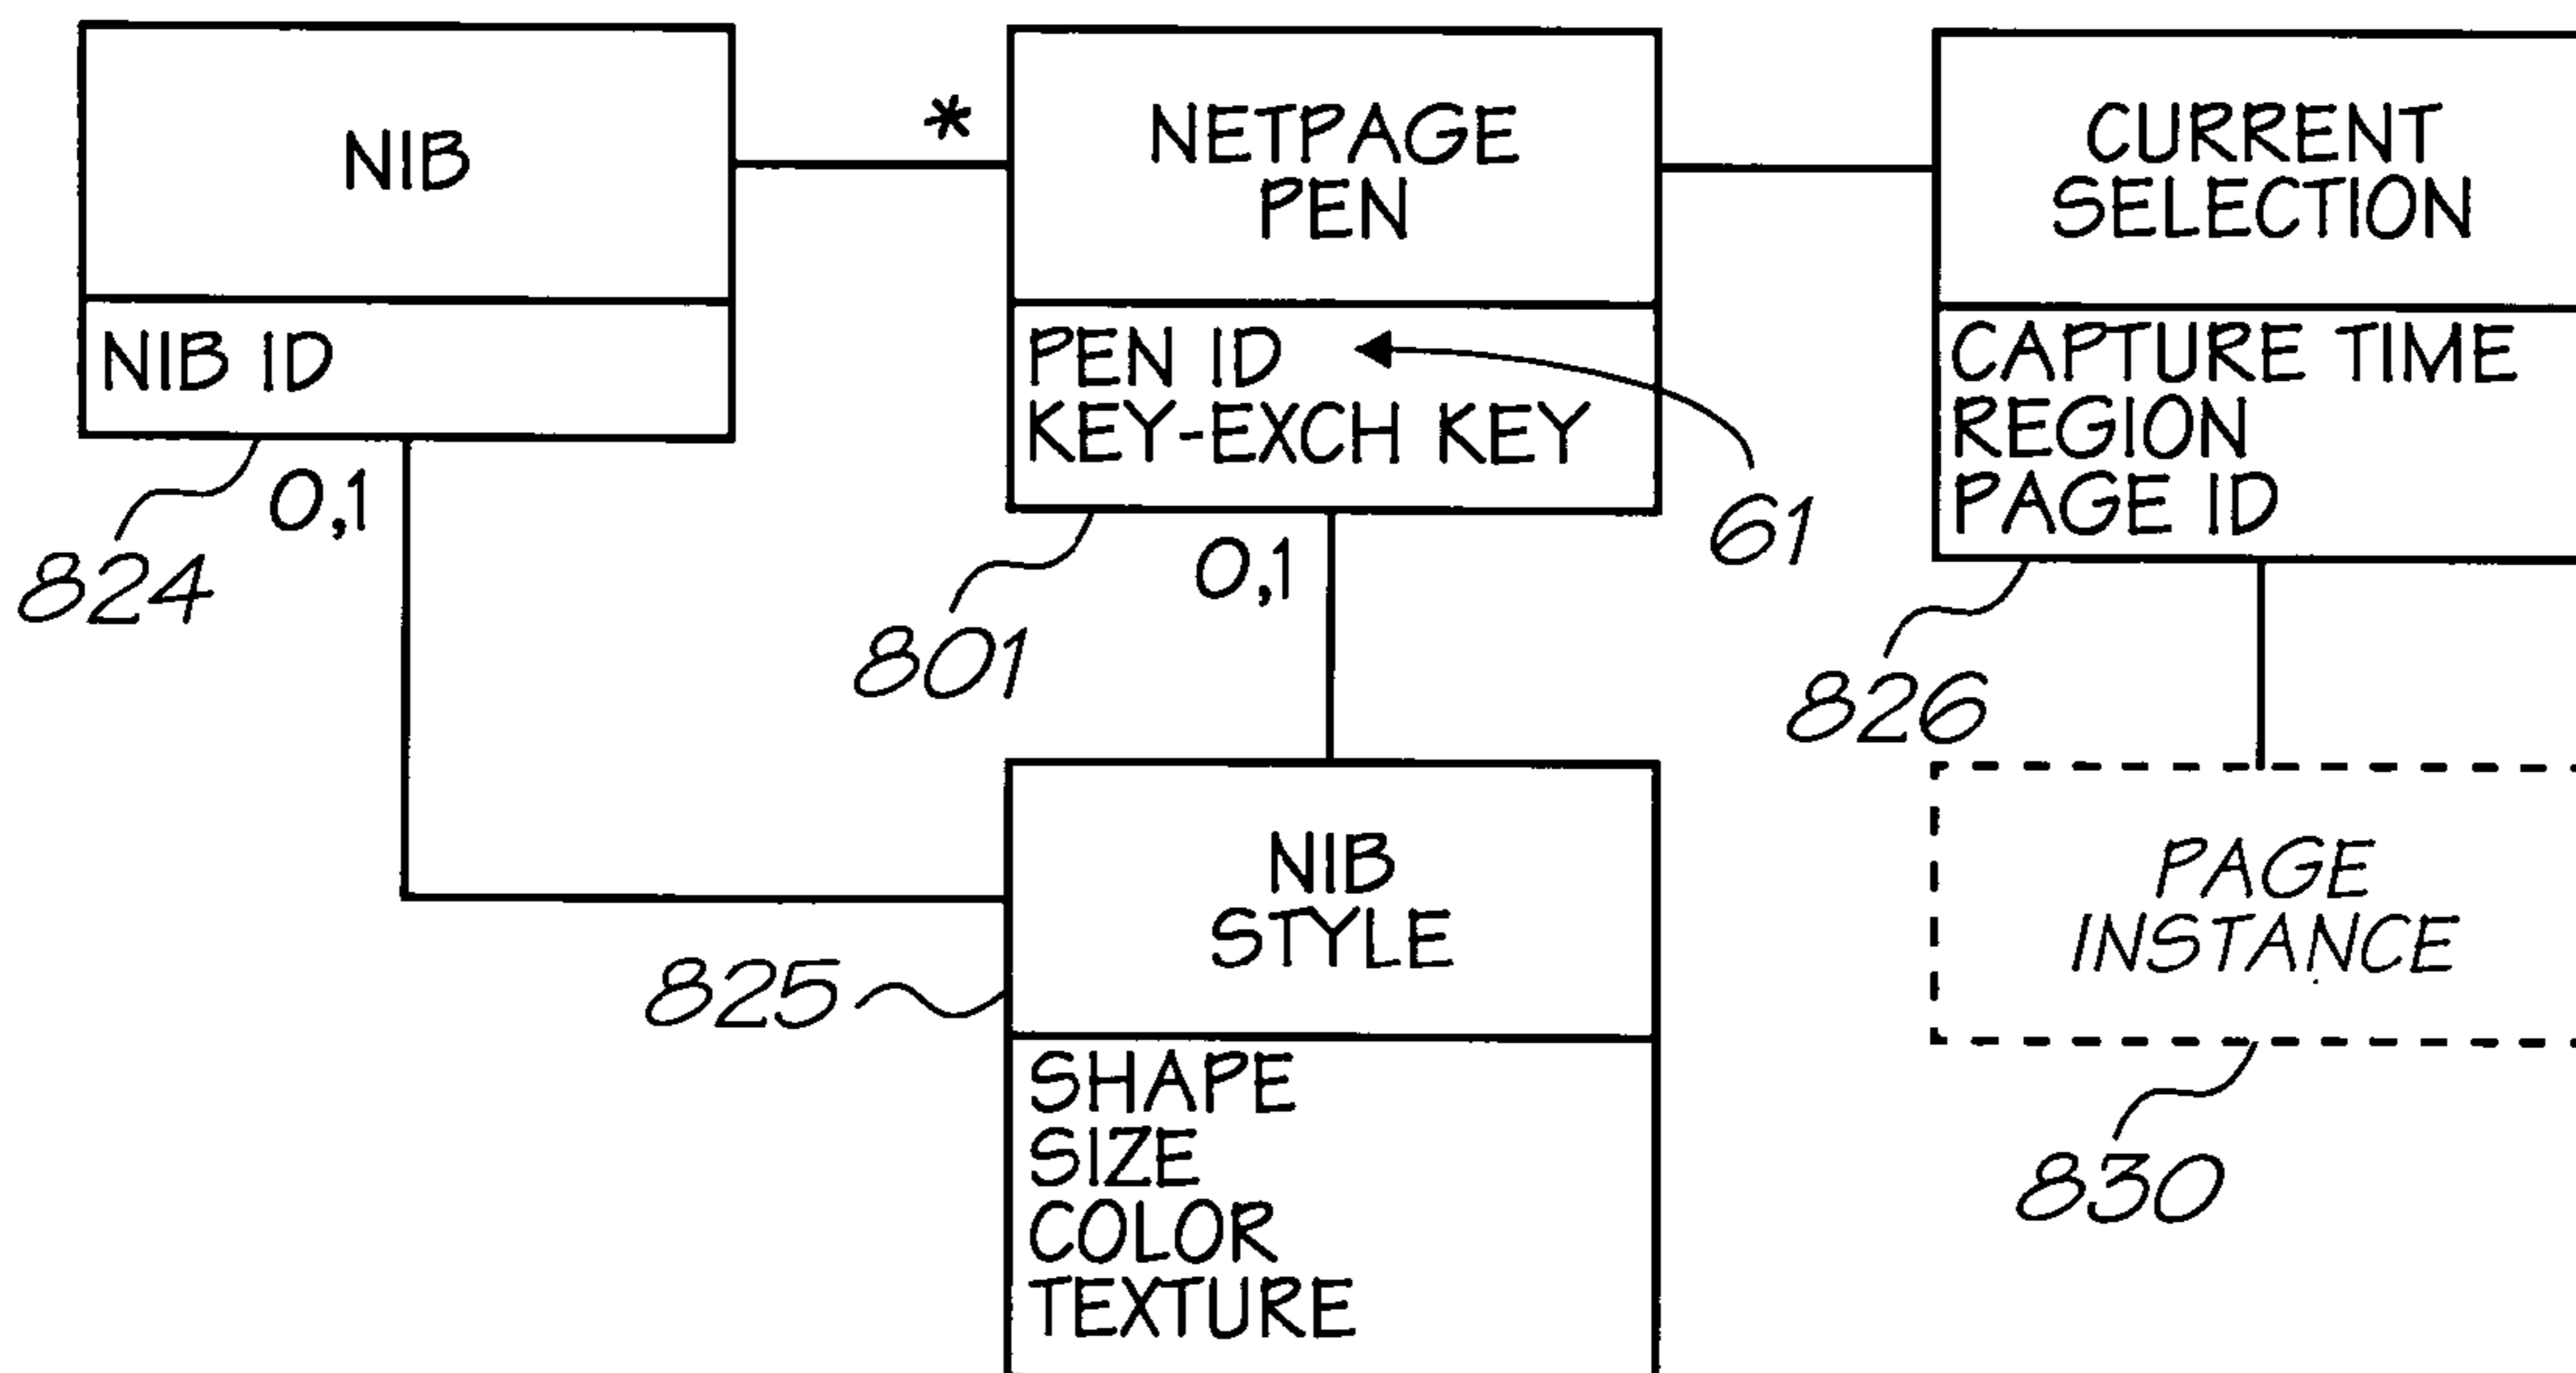 NIB
NIB ID
824
0,1
*
NETPAGE
PEN
PEN ID
KEY-EXCH KEY
61
801
0,1
CURRENT
SELECTION
CAPTURE TIME
REGION
PAGE ID
826
NIB
STYLE
825
SHAPE
SIZE
COLOR
TEXTURE
PAGE
INSTANCE
830